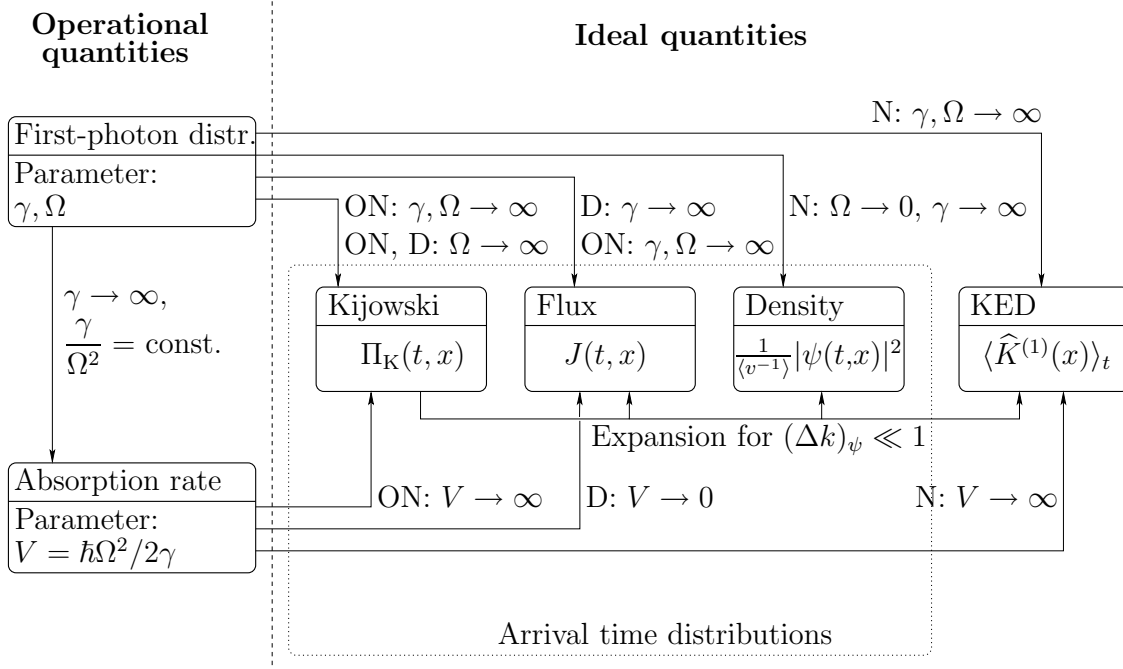 Operational
quantities
Ideal quantities
N: γ, Ω → ∞
First-photon distr.
Parameter:
γ, Ω
ON: γ, Ω → ∞
ON, D: Ω → ∞
D: γ → ∞
ON: γ, Ω → ∞
N: Ω → 0, γ → ∞
γ → ∞,
γ/Ω² = const.
Kijowski
Π_K(t, x)
Flux
J(t, x)
Density
1/⟨v⁻¹⟩ |ψ(t,x)|²
KED
⟨K̂⁽¹⁾(x)⟩_t
Expansion for (Δk)_ψ ≪ 1
Absorption rate
Parameter:
V = ℏΩ²/2γ
ON: V → ∞
D: V → 0
N: V → ∞
Arrival time distributions